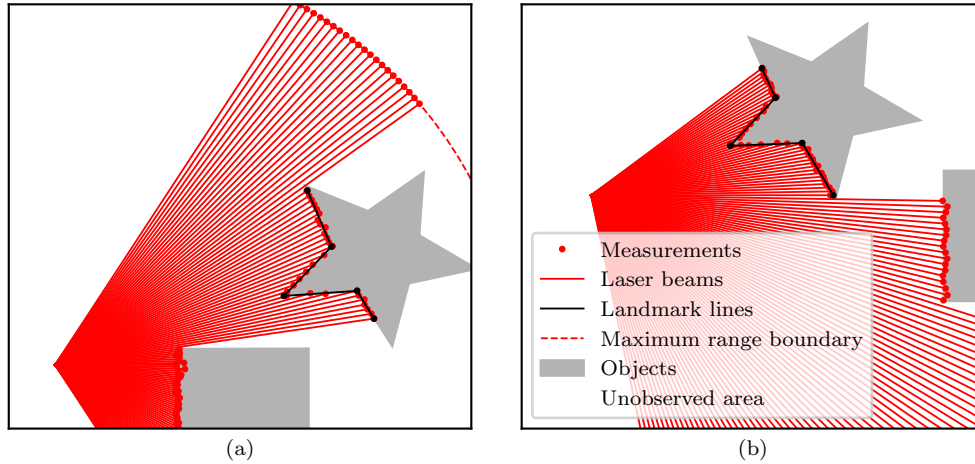 Measurements
Laser beams
Landmark lines
Maximum range boundary
Objects
Unobserved area
(a)
(b)